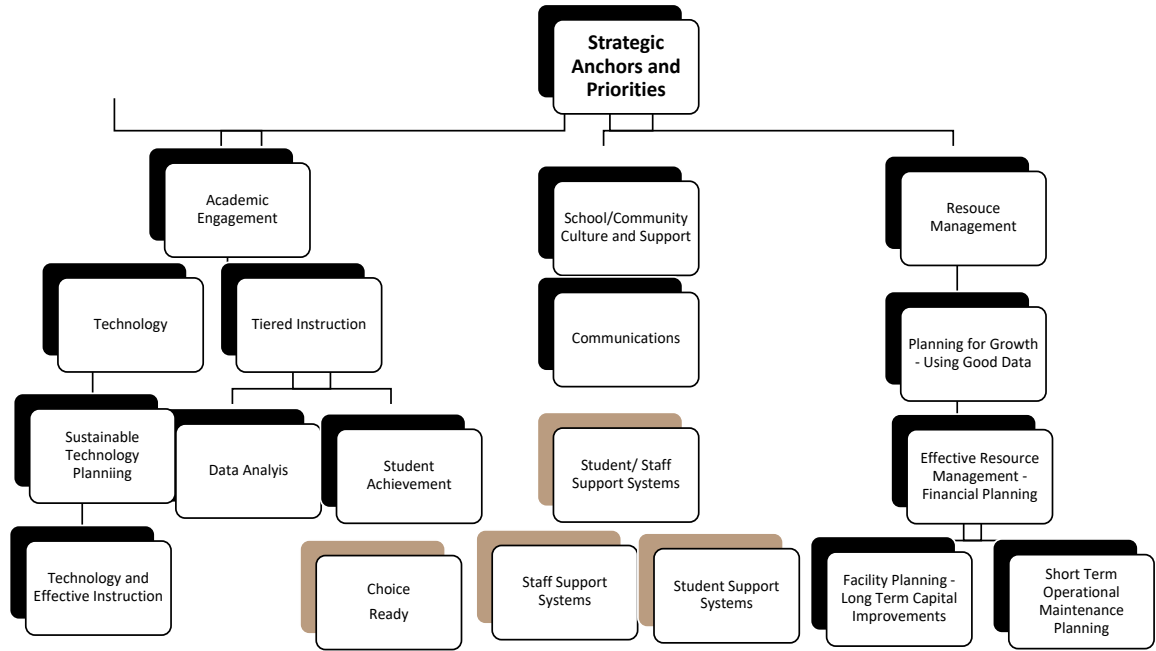 Strategic
Anchors and
Priorities
Academic
Engagement
School/Community
Culture and Support
Resouce
Management
Technology
Tiered Instruction
Communications
Planning for Growth
- Using Good Data
Sustainable
Technology
Planniing
Data Analyis
Student
Achievement
Student/ Staff
Support Systems
Effective Resource
Management -
Financial Planning
Technology and
Effective Instruction
Choice
Ready
Staff Support
Systems
Student Support
Systems
Facility Planning -
Long Term Capital
Improvements
Short Term
Operational
Maintenance
Planning